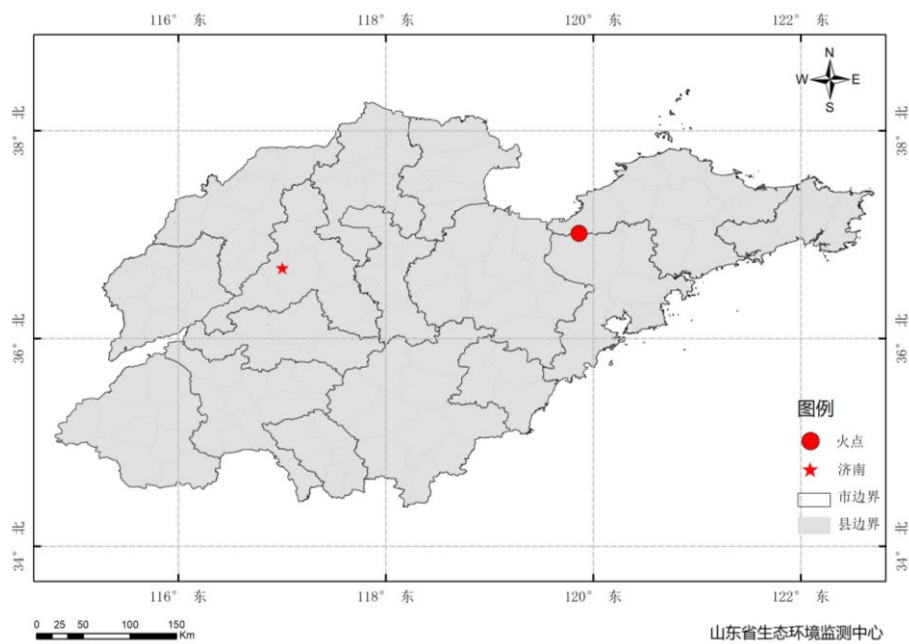 116° 东 118° 东 120° 东 122° 东
N
W E
S
38° 北 38° 北
36° 北 36° 北
图例
火点
济南
市边界
县边界
34° 北 34° 北
116° 东 118° 东 120° 东 122° 东
0 25 50 100 150
Km
山东省生态环境监测中心